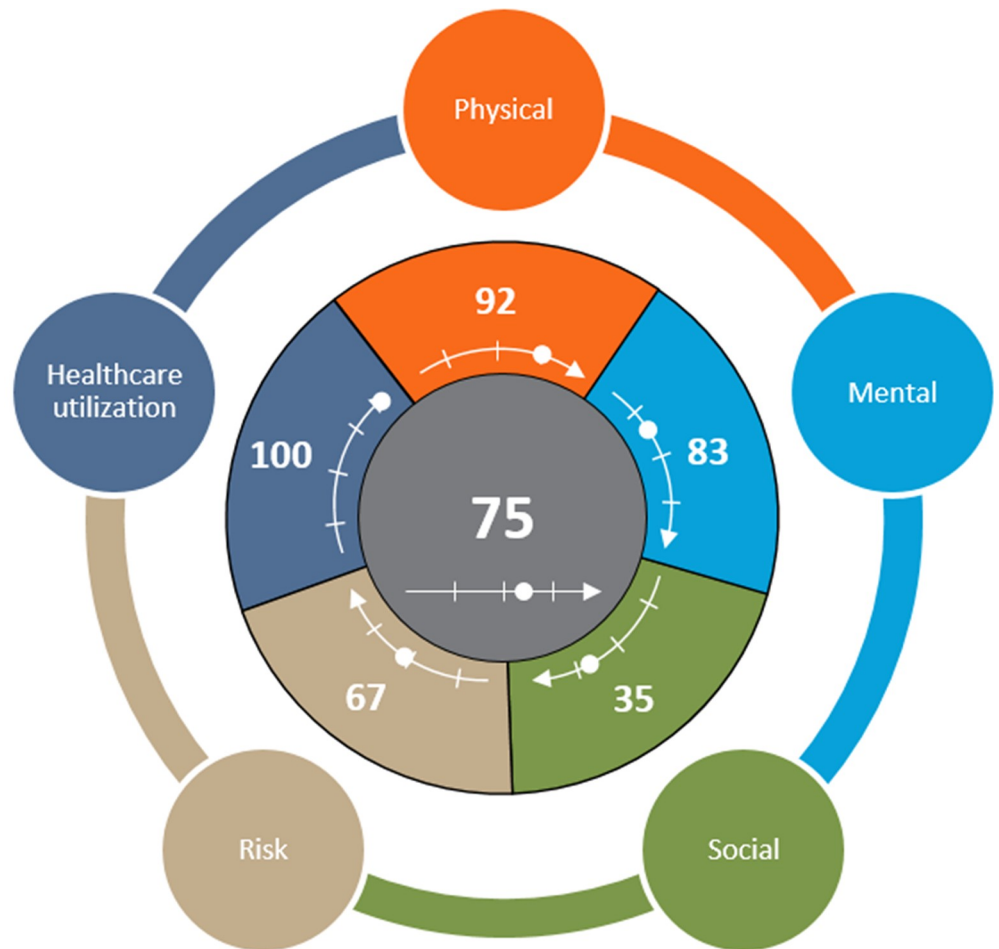 Physical
92
Healthcare
utilization
Mental
100
83
75
67
35
Risk
Social